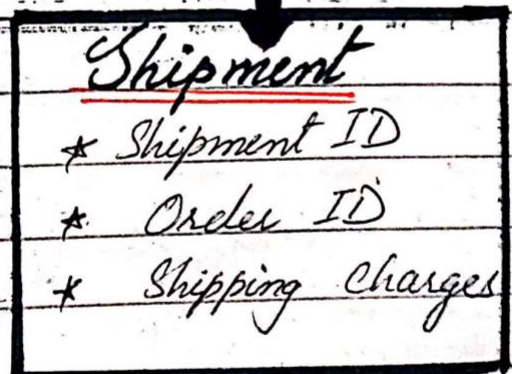 Shipment
* Shipment ID
* Order ID
* Shipping Charges